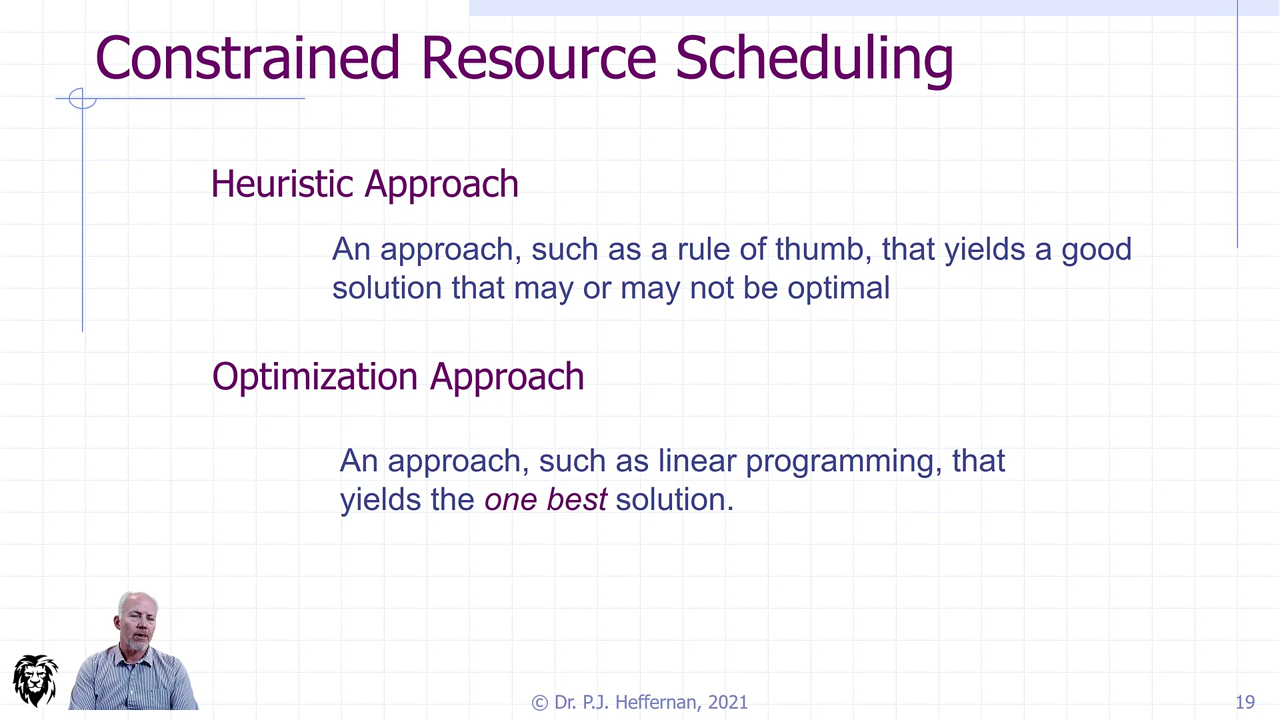 Constrained Resource Scheduling
Heuristic Approach
An approach, such as a rule of thumb, that yields a good
solution that may or may not be optimal
Optimization Approach
An approach, such as linear programming, that
yields the one best solution.
© Dr. P.J. Heffernan, 2021
19